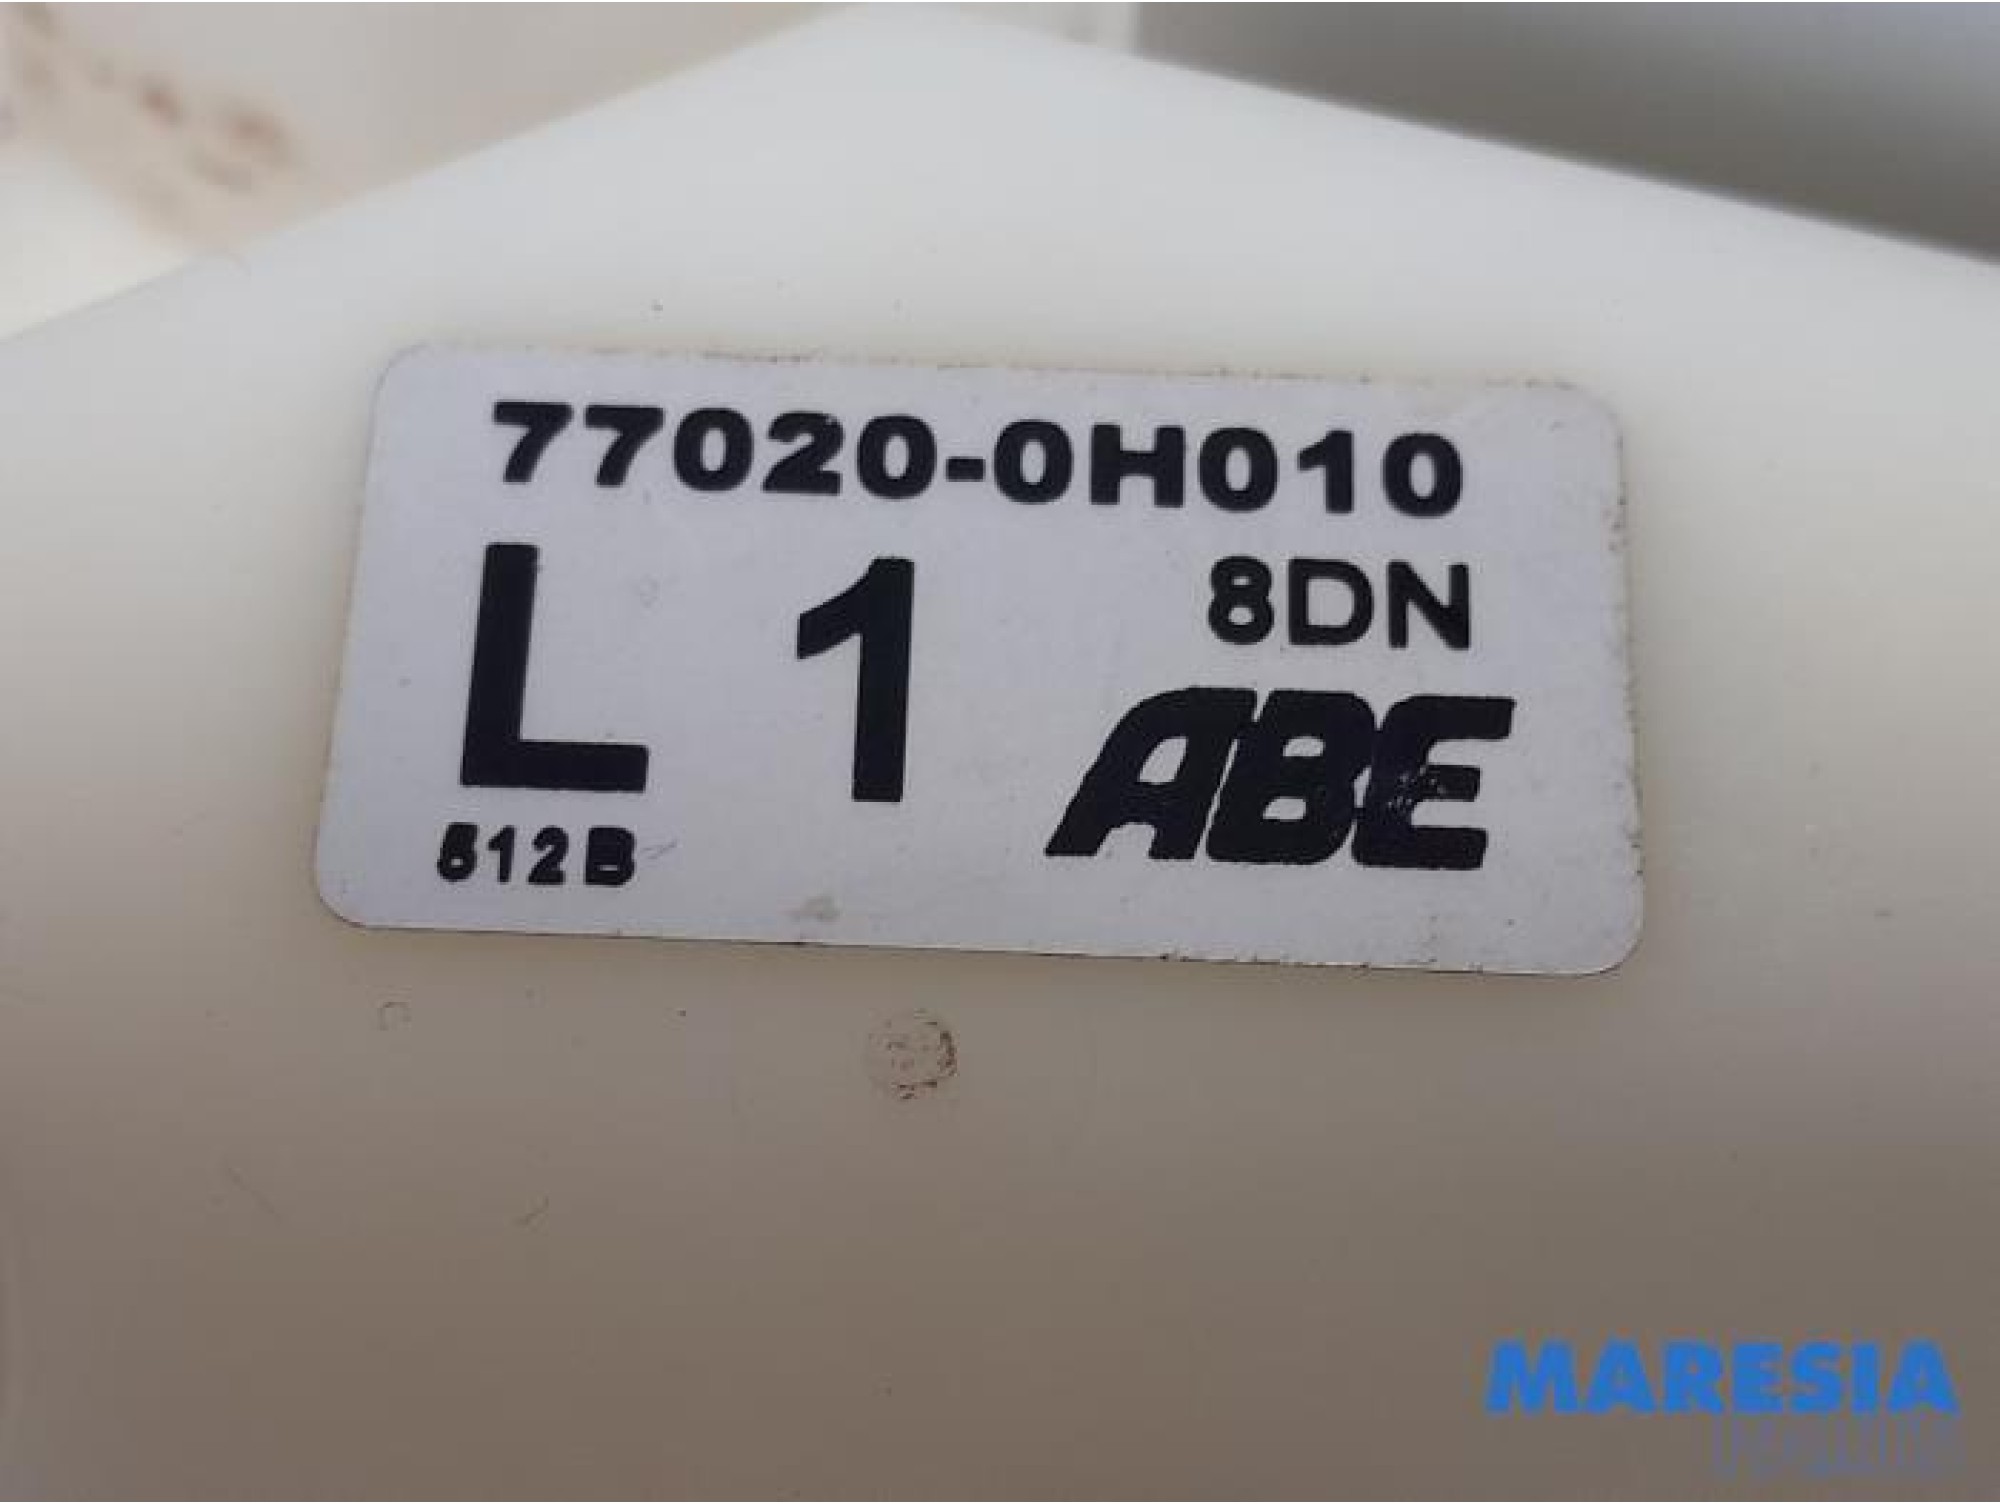 77020-0H010
L 1 8DN
ABE
512B
MARESIA